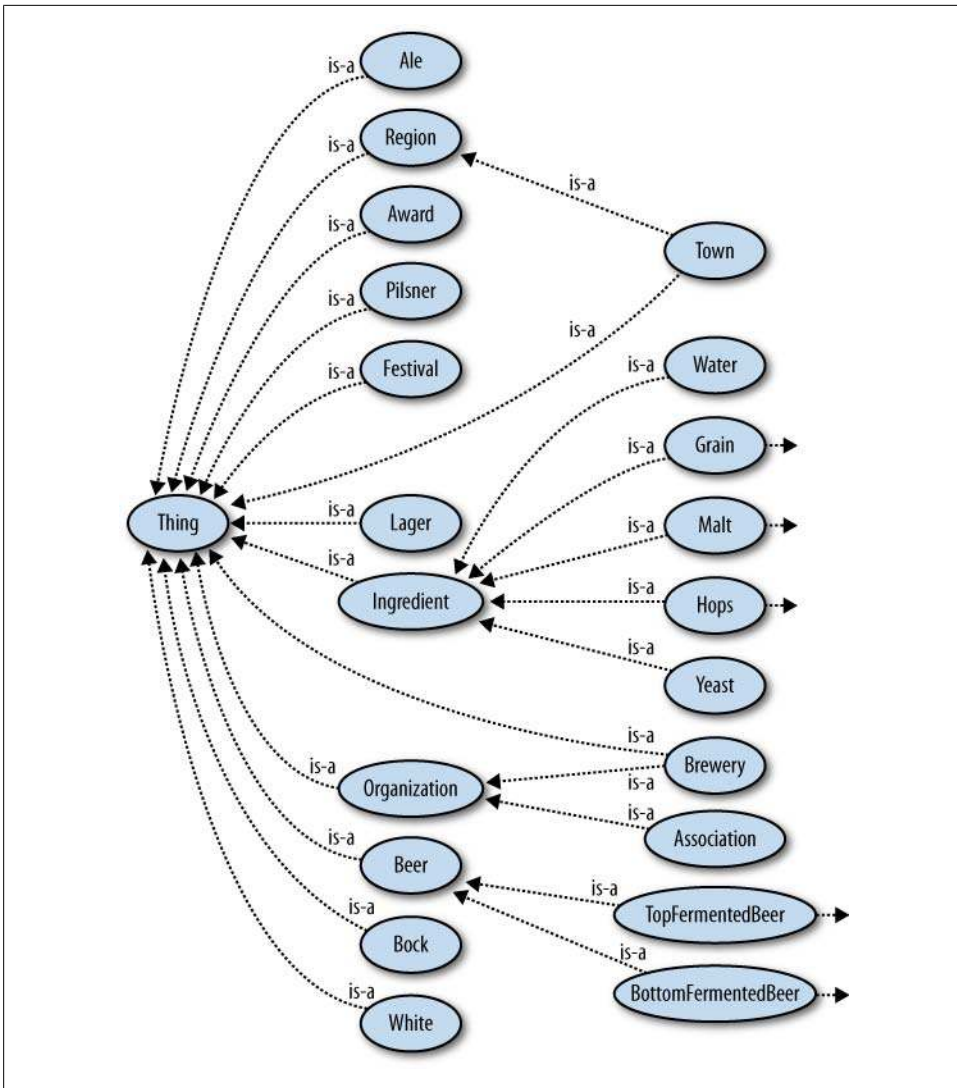 Ale
is-a
Region
is-a
is-a
Award
is-a
Town
Pilsner
is-a
is-a
Festival
is-a
Water
is-a
Grain
is-a
Thing
is-a
Lager
is-a
Malt
is-a
Ingredient
is-a
Hops
is-a
Yeast
is-a
Brewery
is-a
Organization
is-a
is-a
Association
is-a
Beer
is-a
TopFermentedBeer
is-a
Bock
is-a
BottomFermentedBeer
is-a
White
is-a